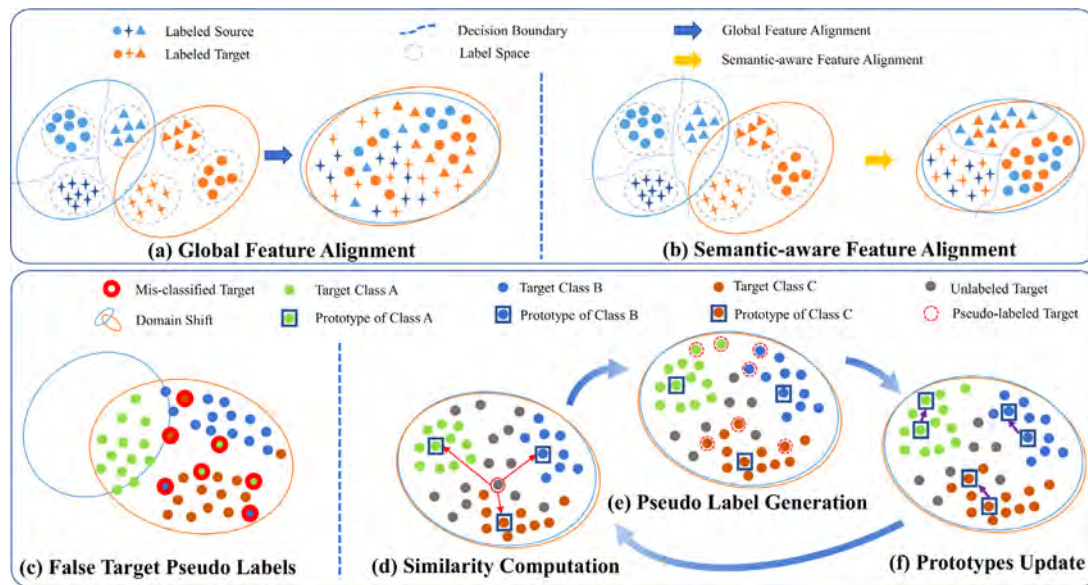 Labeled Source
Decision Boundary
Global Feature Alignment
Labeled Target
Label Space
Semantic-aware Feature Alignment
(a) Global Feature Alignment
(b) Semantic-aware Feature Alignment
Mis-classified Target
Target Class A
Target Class B
Target Class C
Unlabeled Target
Domain Shift
Prototype of Class A
Prototype of Class B
Prototype of Class C
Pseudo-labeled Target
(c) False Target Pseudo Labels
(d) Similarity Computation
(e) Pseudo Label Generation
(f) Prototypes Update